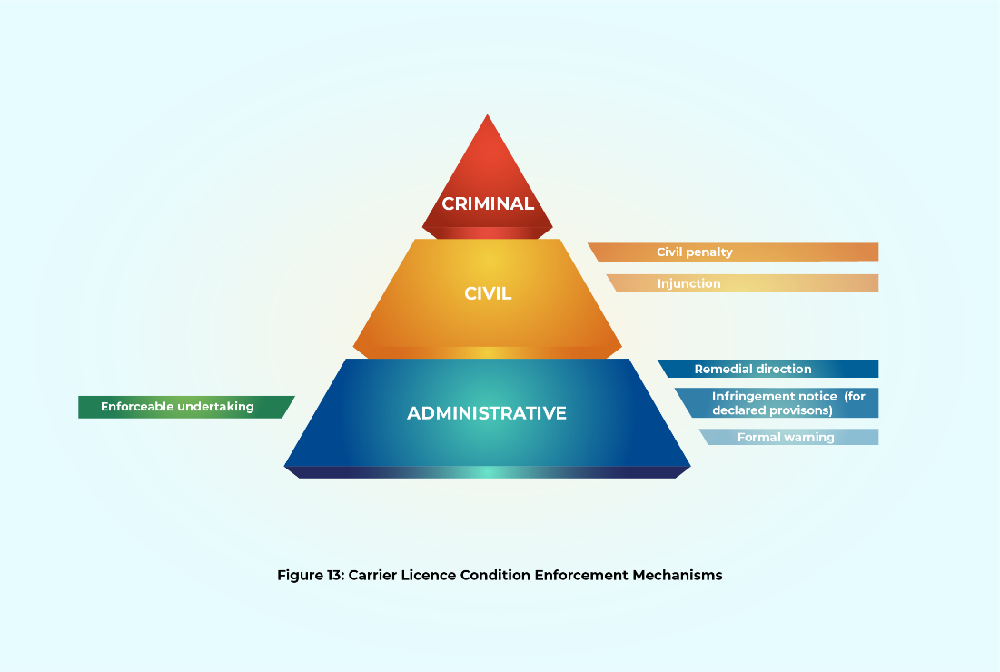 CRIMINAL
CIVIL
Civil penalty
Injunction
ADMINISTRATIVE
Enforceable undertaking
Remedial direction
Infringement notice (for
declared provisons)
Formal warning
Figure 13: Carrier Licence Condition Enforcement Mechanisms